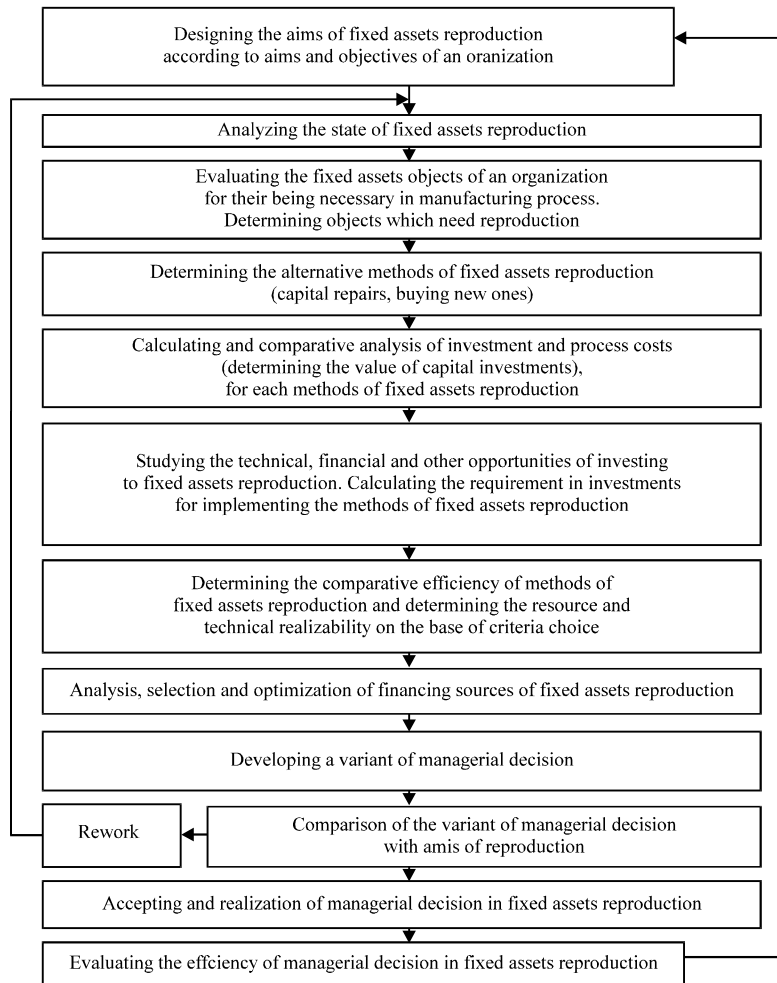 Designing the aims of fixed assets reproduction
according to aims and objectives of an oranization
Analyzing the state of fixed assets reproduction
Evaluating the fixed assets objects of an organization
for their being necessary in manufacturing process.
Determining objects which need reproduction
Determining the alternative methods of fixed assets reproduction
(capital repairs, buying new ones)
Calculating and comparative analysis of investment and process costs
(determining the value of capital investments),
for each methods of fixed assets reproduction
Studying the technical, financial and other opportunities of investing
to fixed assets reproduction. Calculating the requirement in investments
for implementing the methods of fixed assets reproduction
Determining the comparative efficiency of methods of
fixed assets reproduction and determining the resource and
technical realizability on the base of criteria choice
Analysis, selection and optimization of financing sources of fixed assets reproduction
Developing a variant of managerial decision
Rework
Comparison of the variant of managerial decision
with amis of reproduction
Accepting and realization of managerial decision in fixed assets reproduction
Evaluating the effciency of managerial decision in fixed assets reproduction